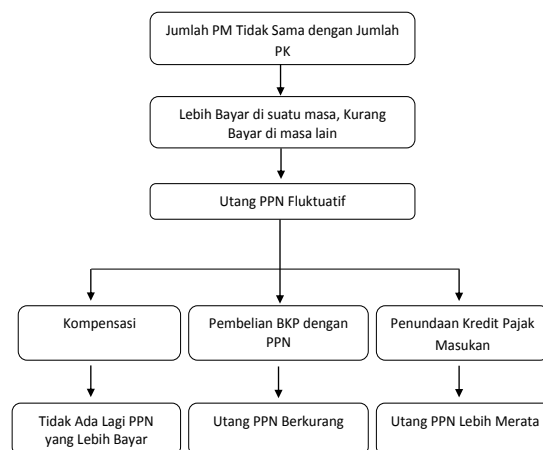 Jumlah PM Tidak Sama dengan Jumlah
PK
Lebih Bayar di suatu masa, Kurang
Bayar di masa lain
Utang PPN Fluktuatif
Kompensasi
Pembelian BKP dengan
PPN
Penundaan Kredit Pajak
Masukan
Tidak Ada Lagi PPN
yang Lebih Bayar
Utang PPN Berkurang
Utang PPN Lebih Merata